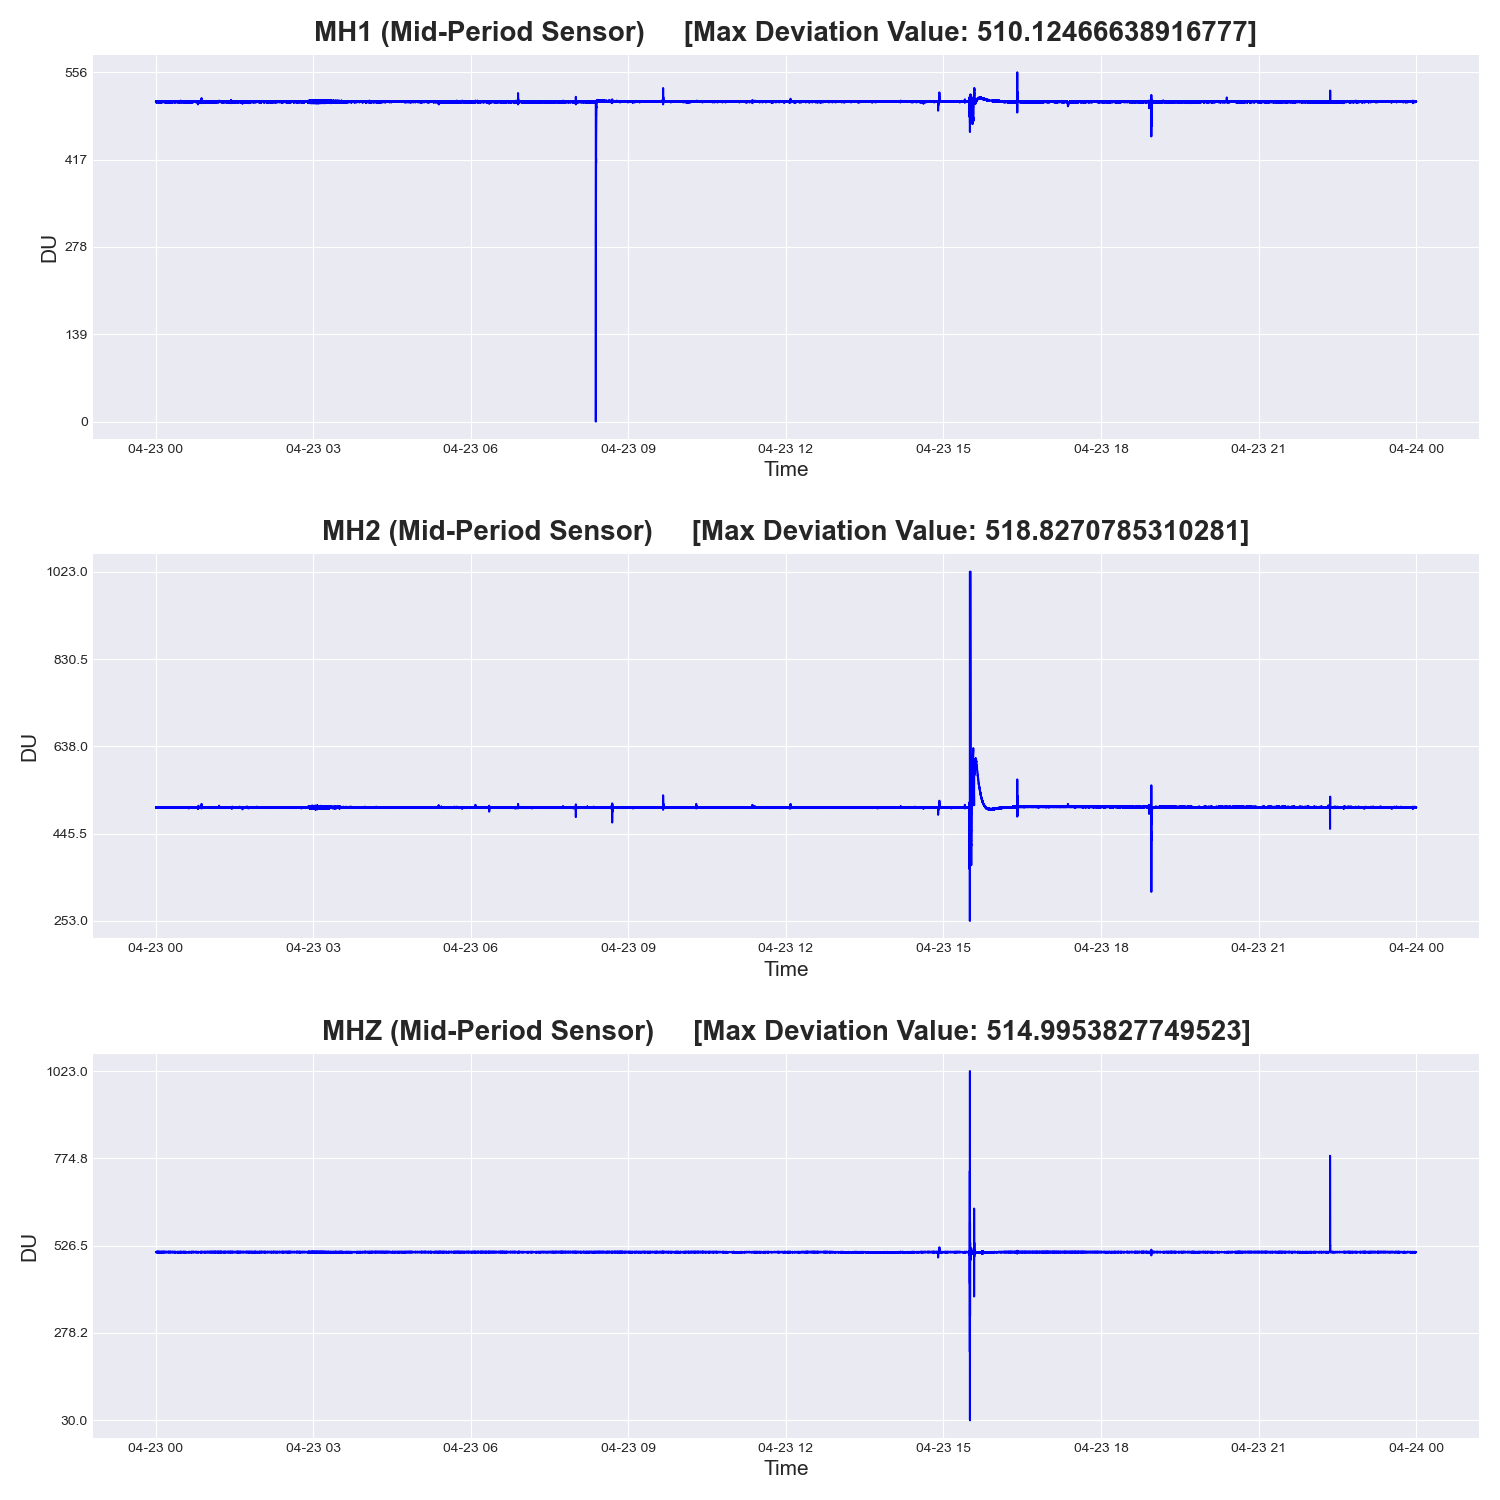 MH1 (Mid-Period Sensor) [Max Deviation Value: 510.12466638916777]
556
417
278
139
0
DU
04-23 00 04-23 03 04-23 06 04-23 09 04-23 12 04-23 15 04-23 18 04-23 21 04-24 00
Time
MH2 (Mid-Period Sensor) [Max Deviation Value: 518.8270785310281]
1023.0
830.5
638.0
445.5
253.0
DU
04-23 00 04-23 03 04-23 06 04-23 09 04-23 12 04-23 15 04-23 18 04-23 21 04-24 00
Time
MHZ (Mid-Period Sensor) [Max Deviation Value: 514.9953827749523]
1023.0
774.8
526.5
278.2
30.0
DU
04-23 00 04-23 03 04-23 06 04-23 09 04-23 12 04-23 15 04-23 18 04-23 21 04-24 00
Time